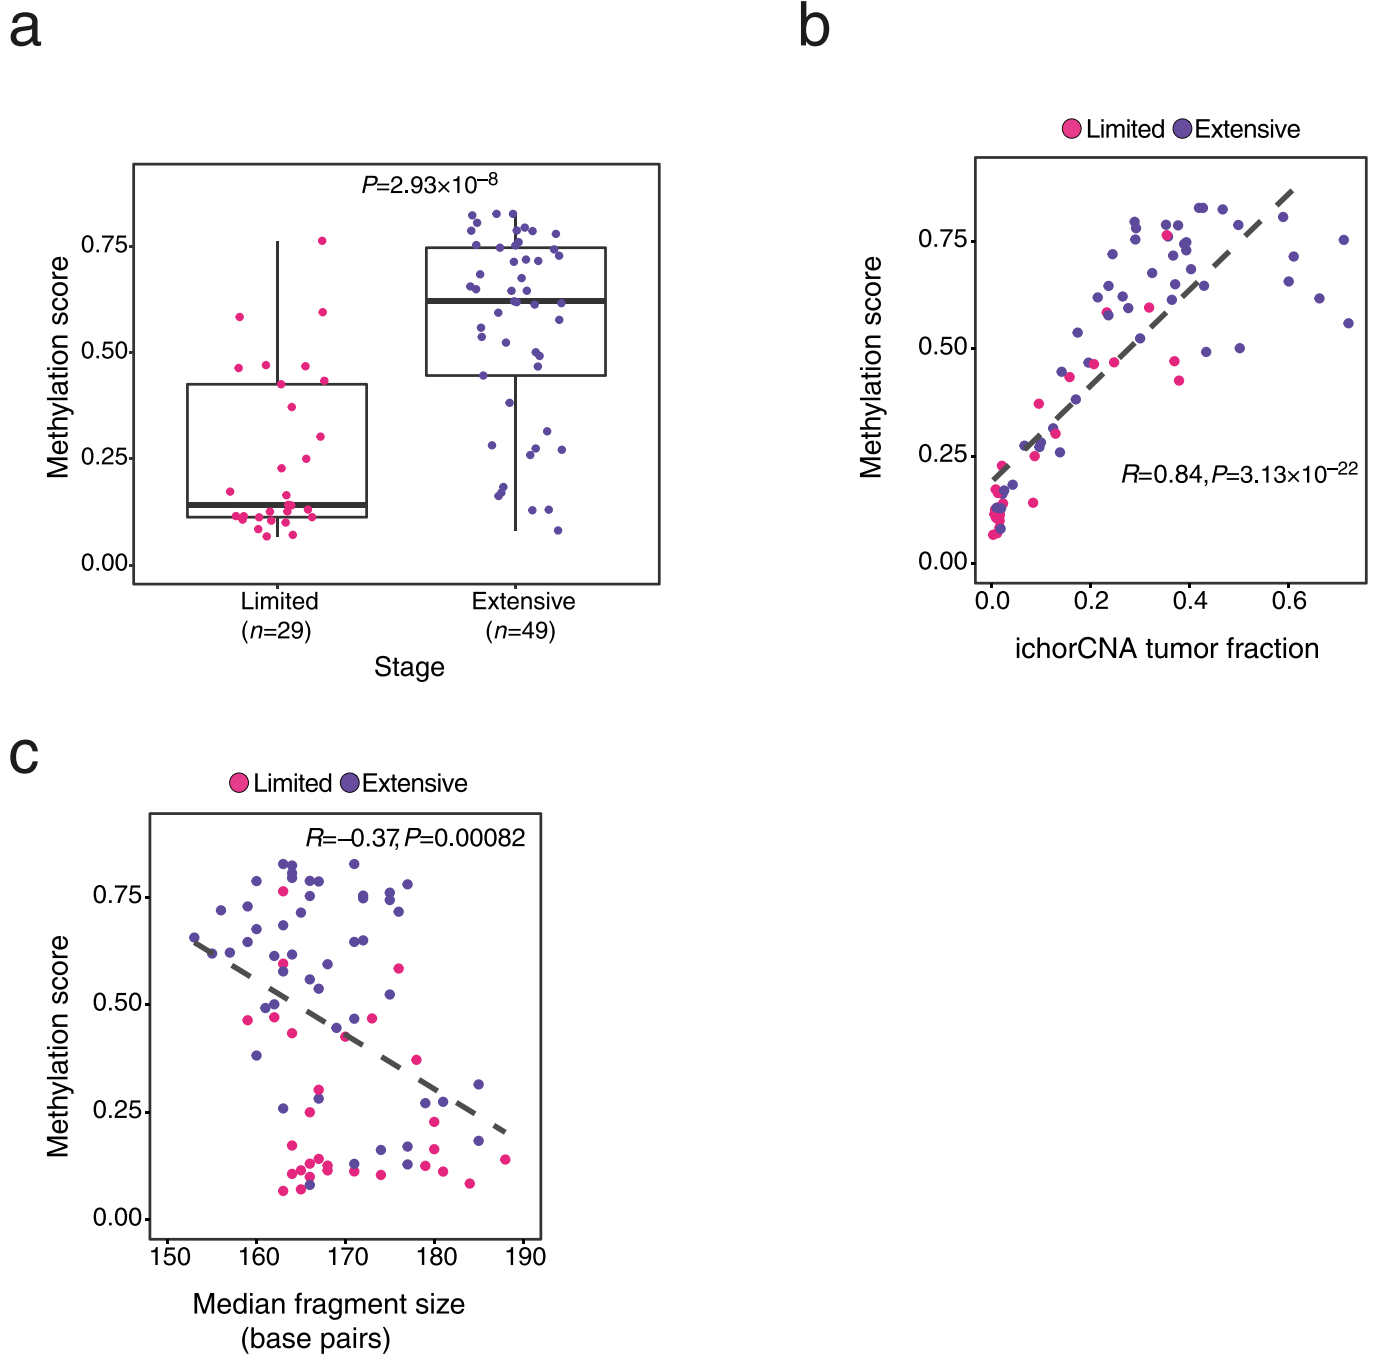 a
P=2.93×10–8
Methylation score
0.75
0.50
0.25
0.00
Limited
(n=29)
Extensive
(n=49)
Stage
b
Limited Extensive
Methylation score
0.75
0.50
0.25
0.00
R=0.84, P=3.13×10–22
0.0 0.2 0.4 0.6
ichorCNA tumor fraction
c
Limited Extensive
R=–0.37, P=0.00082
Methylation score
0.75
0.50
0.25
0.00
150 160 170 180 190
Median fragment size
(base pairs)